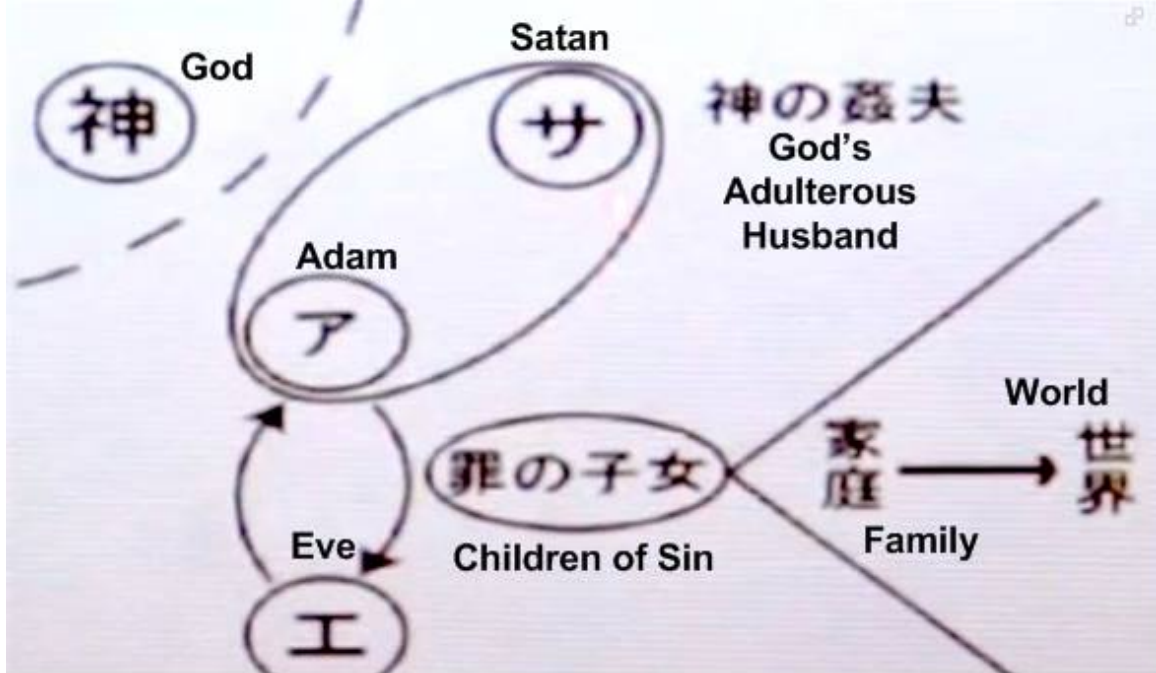 Satan
God
神
サ
神の姦夫
God's
Adulterous
Husband
Adam
ア
World
家庭
世界
罪の子女
Eve
Children of Sin
Family
エ